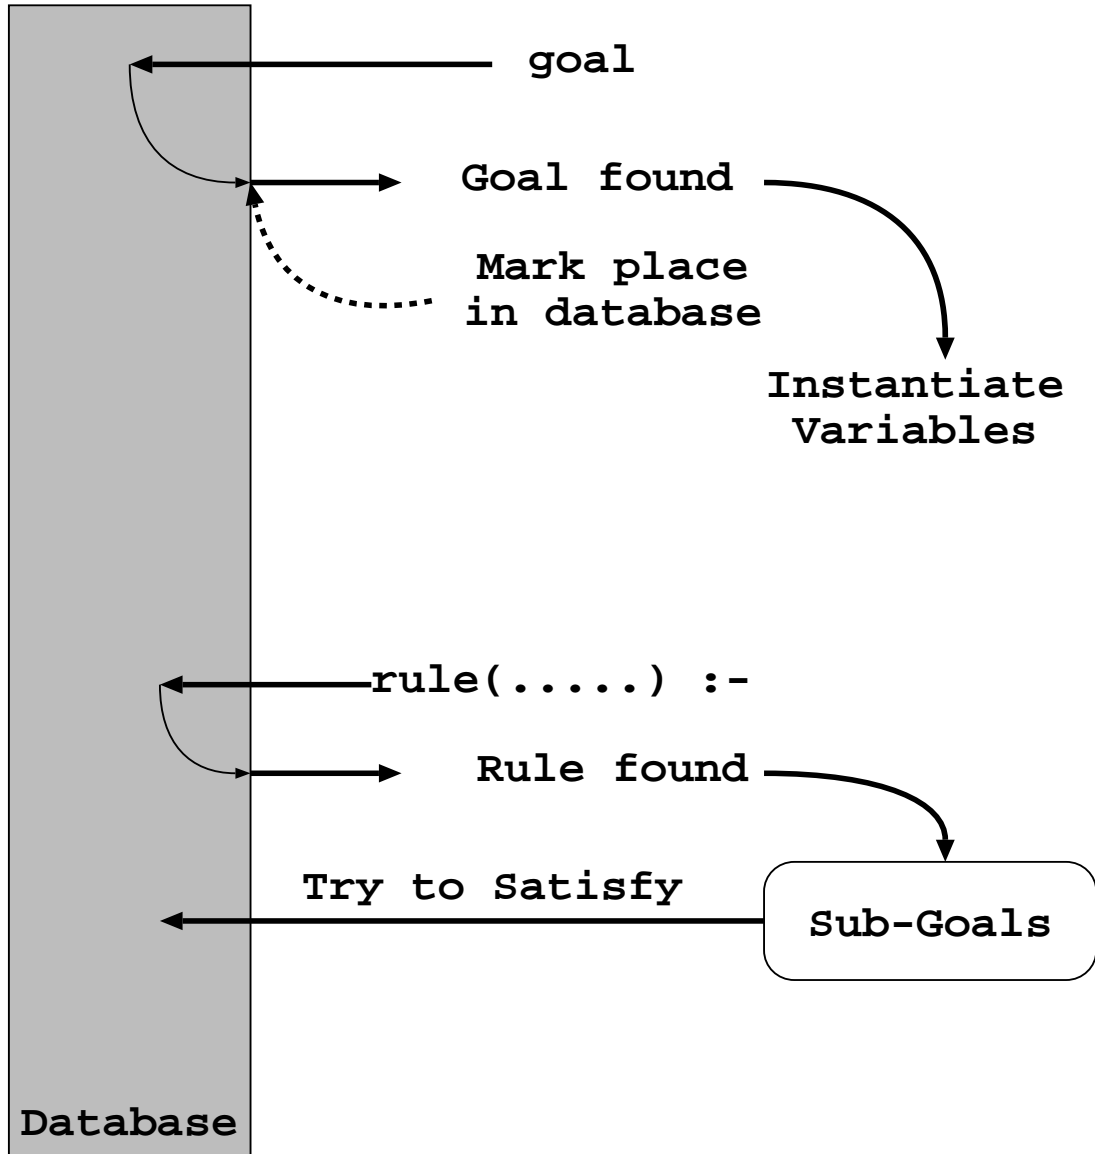 goal
Goal found
Mark place
in database
Instantiate
Variables
rule(.....) :-
Rule found
Try to Satisfy
Sub-Goals
Database